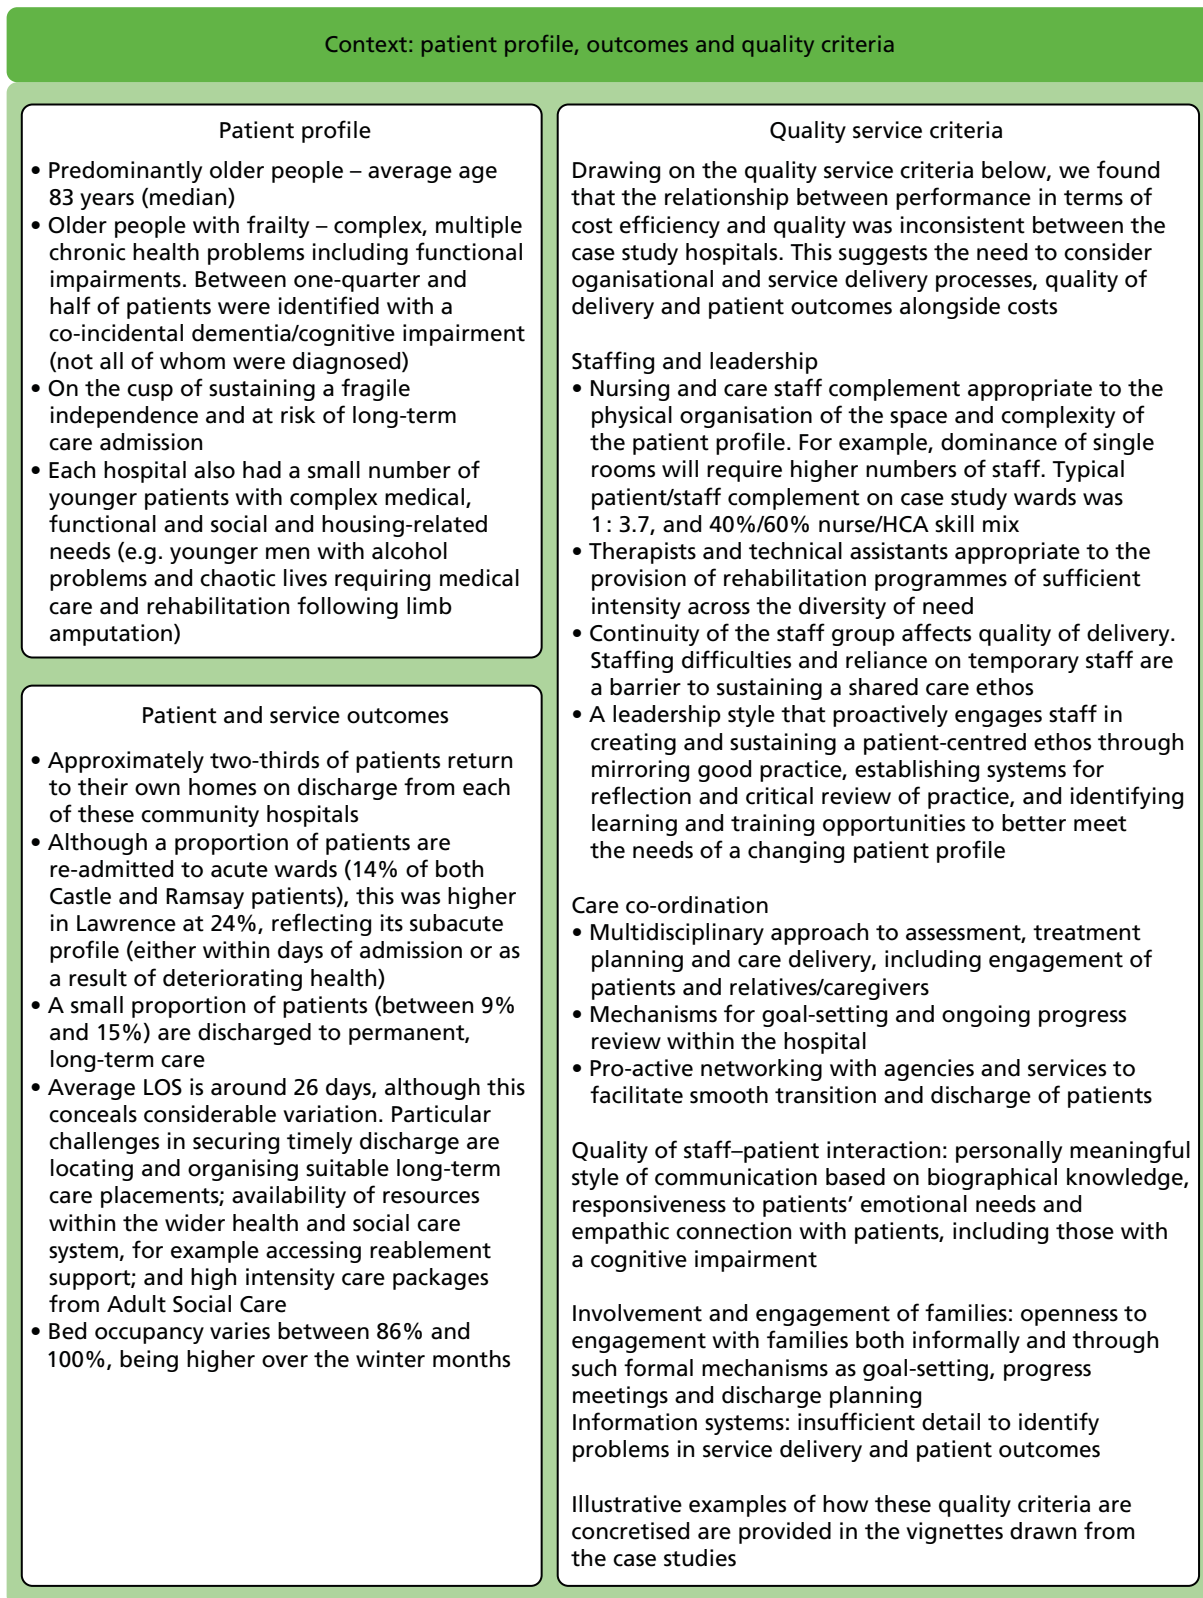 Context: patient profile, outcomes and quality criteria
Patient profile
• Predominantly older people – average age
83 years (median)
• Older people with frailty – complex, multiple
chronic health problems including functional
impairments. Between one-quarter and
half of patients were identified with a
co-incidental dementia/cognitive impairment
(not all of whom were diagnosed)
• On the cusp of sustaining a fragile
independence and at risk of long-term
care admission
• Each hospital also had a small number of
younger patients with complex medical,
functional and social and housing-related
needs (e.g. younger men with alcohol
problems and chaotic lives requiring medical
care and rehabilitation following limb
amputation)
Patient and service outcomes
• Approximately two-thirds of patients return
to their own homes on discharge from each
of these community hospitals
• Although a proportion of patients are
re-admitted to acute wards (14% of both
Castle and Ramsay patients), this was higher
in Lawrence at 24%, reflecting its subacute
profile (either within days of admission or as
a result of deteriorating health)
• A small proportion of patients (between 9%
and 15%) are discharged to permanent,
long-term care
• Average LOS is around 26 days, although this
conceals considerable variation. Particular
challenges in securing timely discharge are
locating and organising suitable long-term
care placements; availability of resources
within the wider health and social care
system, for example accessing reablement
support; and high intensity care packages
from Adult Social Care
• Bed occupancy varies between 86% and
100%, being higher over the winter months
Quality service criteria
Drawing on the quality service criteria below, we found
that the relationship between performance in terms of
cost efficiency and quality was inconsistent between the
case study hospitals. This suggests the need to consider
oganisational and service delivery processes, quality of
delivery and patient outcomes alongside costs
Staffing and leadership
• Nursing and care staff complement appropriate to the
physical organisation of the space and complexity of
the patient profile. For example, dominance of single
rooms will require higher numbers of staff. Typical
patient/staff complement on case study wards was
1 : 3.7, and 40%/60% nurse/HCA skill mix
• Therapists and technical assistants appropriate to the
provision of rehabilitation programmes of sufficient
intensity across the diversity of need
• Continuity of the staff group affects quality of delivery.
Staffing difficulties and reliance on temporary staff are
a barrier to sustaining a shared care ethos
• A leadership style that proactively engages staff in
creating and sustaining a patient-centred ethos through
mirroring good practice, establishing systems for
reflection and critical review of practice, and identifying
learning and training opportunities to better meet
the needs of a changing patient profile
Care co-ordination
• Multidisciplinary approach to assessment, treatment
planning and care delivery, including engagement of
patients and relatives/caregivers
• Mechanisms for goal-setting and ongoing progress
review within the hospital
• Pro-active networking with agencies and services to
facilitate smooth transition and discharge of patients
Quality of staff–patient interaction: personally meaningful
style of communication based on biographical knowledge,
responsiveness to patients’ emotional needs and
empathic connection with patients, including those with
a cognitive impairment
Involvement and engagement of families: openness to
engagement with families both informally and through
such formal mechanisms as goal-setting, progress
meetings and discharge planning
Information systems: insufficient detail to identify
problems in service delivery and patient outcomes
Illustrative examples of how these quality criteria are
concretised are provided in the vignettes drawn from
the case studies